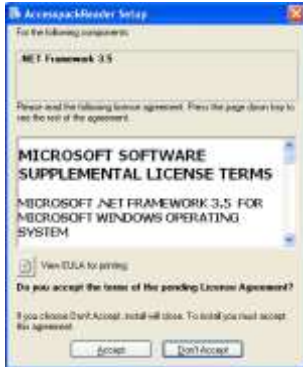 AccesspackReader Setup
For the following components:
.NET Framework 3.5
Please read the following license agreement. Press the page down key to
see the rest of the agreement.
MICROSOFT SOFTWARE
SUPPLEMENTAL LICENSE TERMS
MICROSOFT .NET FRAMEWORK 3.5 FOR
MICROSOFT WINDOWS OPERATING
SYSTEM
View EULA for printing
Do you accept the terms of the pending License Agreement?
If you choose Don't Accept, install will close. To install you must accept
this agreement.
Accept
Don't Accept